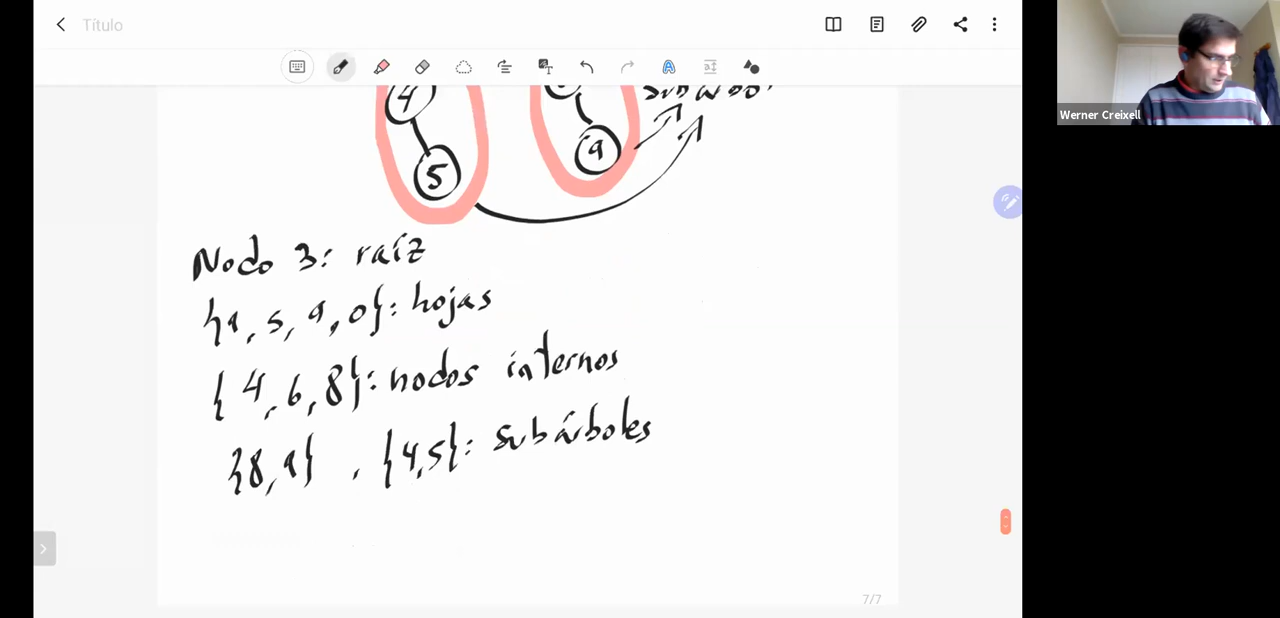 Título
Werner Creixell
4
9
5
Nodo 3: raíz
{1, 5, 9, 0}: hojas
{4, 6, 8}: nodos internos
{8, 9} , {4,5}: subárboles
7/7